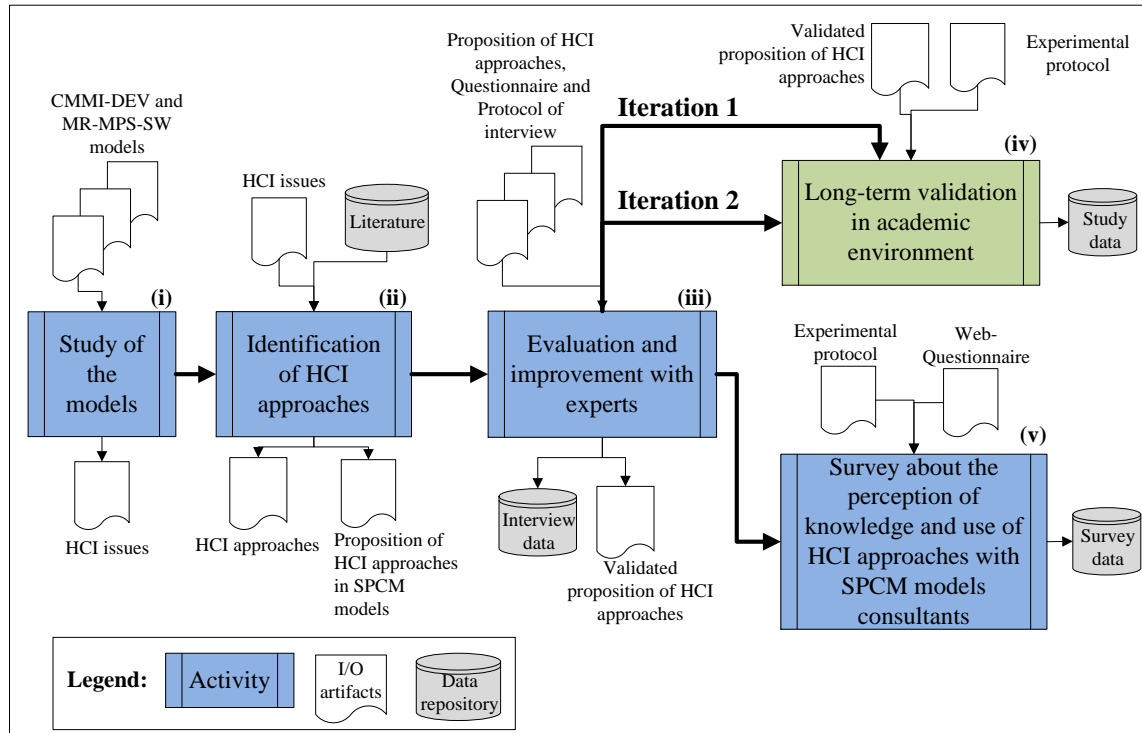 CMMI-DEV and
MR-MPS-SW
models
(i)
Study of
the
models
HCI issues
HCI issues
Literature
(ii)
Identification
of HCI
approaches
HCI approaches
Proposition of
HCI approaches
in SPCM
models
Proposition of HCI
approaches,
Questionnaire and
Protocol of
interview
(iii)
Evaluation and
improvement with
experts
Interview
data
Validated
proposition of HCI
approaches
Iteration 1
Iteration 2
Validated
proposition of HCI
approaches
Experimental
protocol
(iv)
Long-term validation
in academic
environment
Study
data
Experimental
protocol
Web-
Questionnaire
(v)
Survey about the
perception of
knowledge and use of
HCI approaches with
SPCM models
consultants
Survey
data
Legend:
Activity
I/O
artifacts
Data
repository